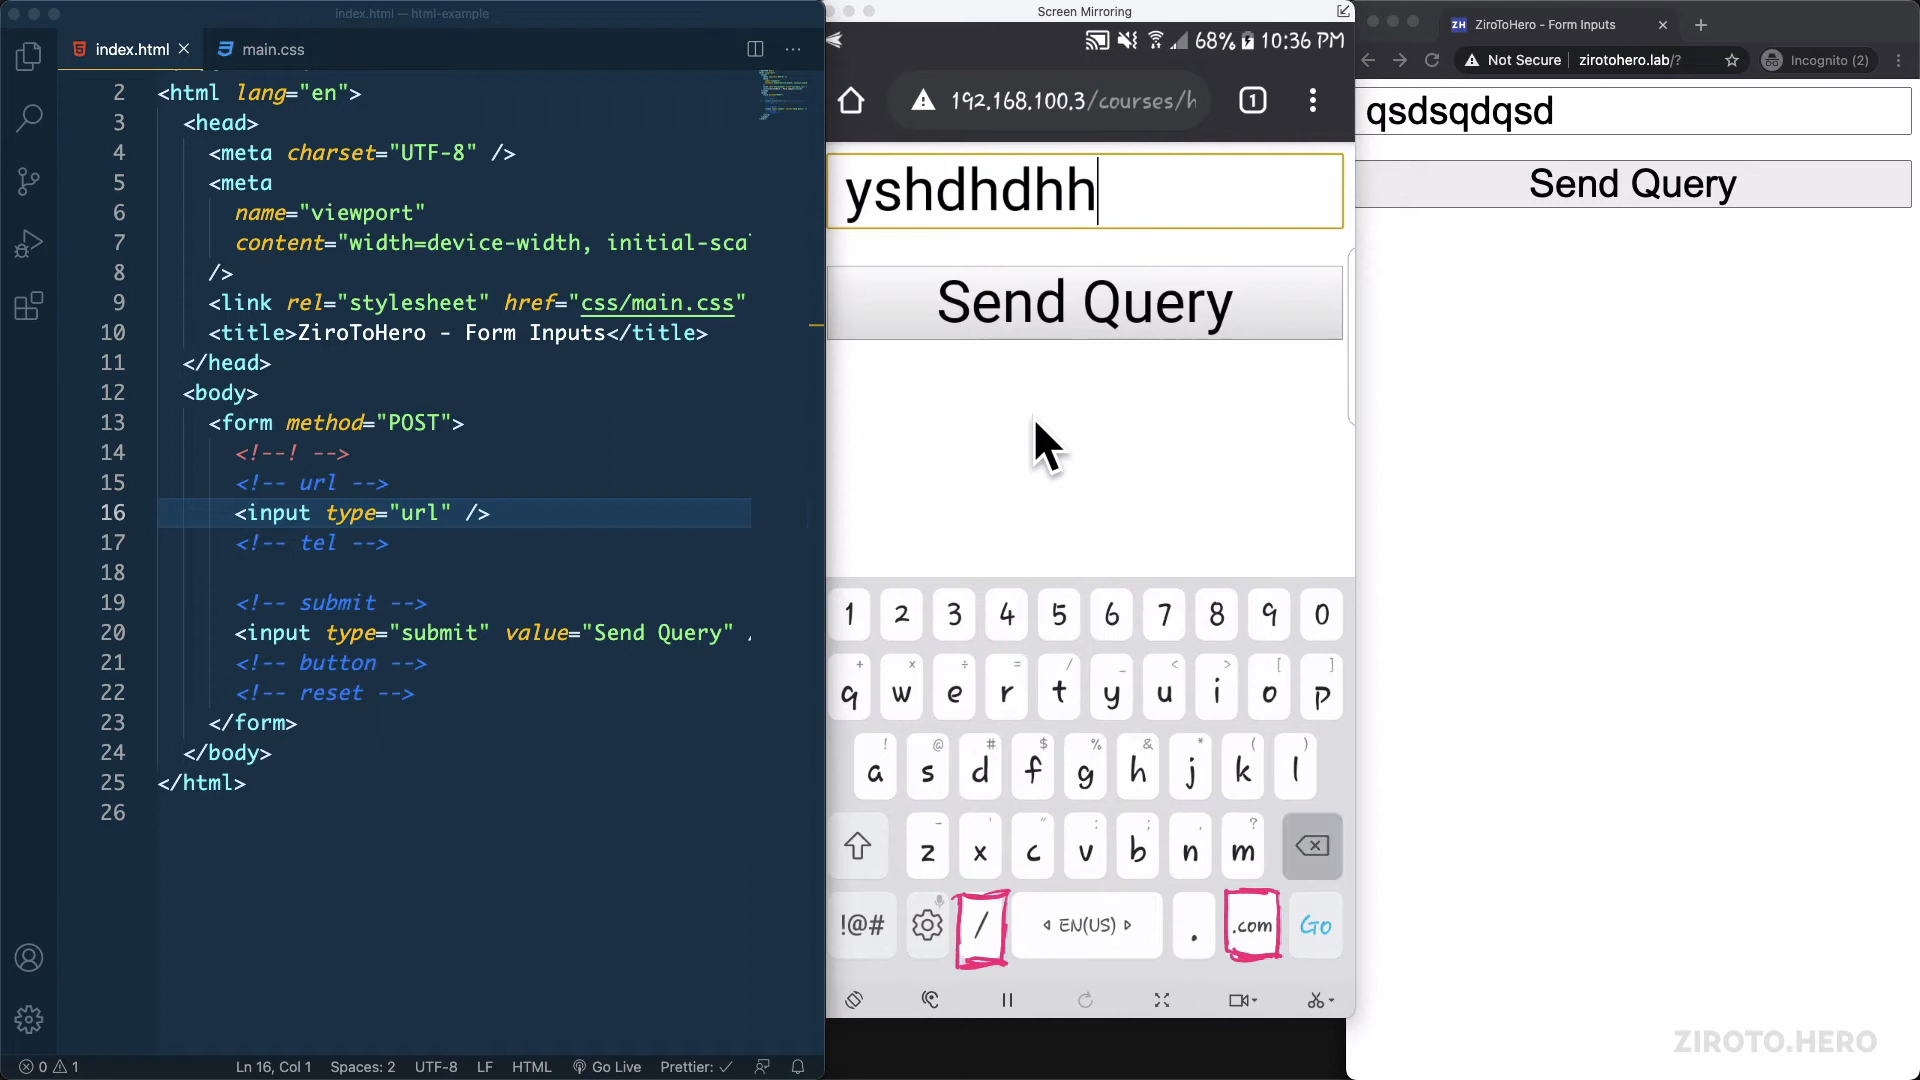 index.html — html-example
index.html
main.css
2 <html lang="en">
3 <head>
4 <meta charset="UTF-8" />
5 <meta
6 name="viewport"
7 content="width=device-width, initial-scal
8 />
9 <link rel="stylesheet" href="css/main.css"
10 <title>ZiroToHero - Form Inputs</title>
11 </head>
12 <body>
13 <form method="POST">
14 <!--! -->
15 <!-- url -->
16 <input type="url" />
17 <!-- tel -->
18
19 <!-- submit -->
20 <input type="submit" value="Send Query" /
21 <!-- button -->
22 <!-- reset -->
23 </form>
24 </body>
25 </html>
26
0 1 Ln 16, Col 1 Spaces: 2 UTF-8 LF HTML Go Live Prettier: ✓
Screen Mirroring
68% 10:36 PM
192.168.100.3/courses/h 1
yshdhdhh
Send Query
1 2 3 4 5 6 7 8 9 0
+ × ÷ = / _ < > [ ]
q w e r t y u i o p
! @ # $ % & * ( )
a s d f g h j k l
- ' " : ; , ?
z x c v b n m
!@# / EN(US) . .com Go
ZH ZiroToHero - Form Inputs
Not Secure zirotohero.lab/? Incognito (2)
qsdsqdqsd
Send Query
ZIROTO.HERO